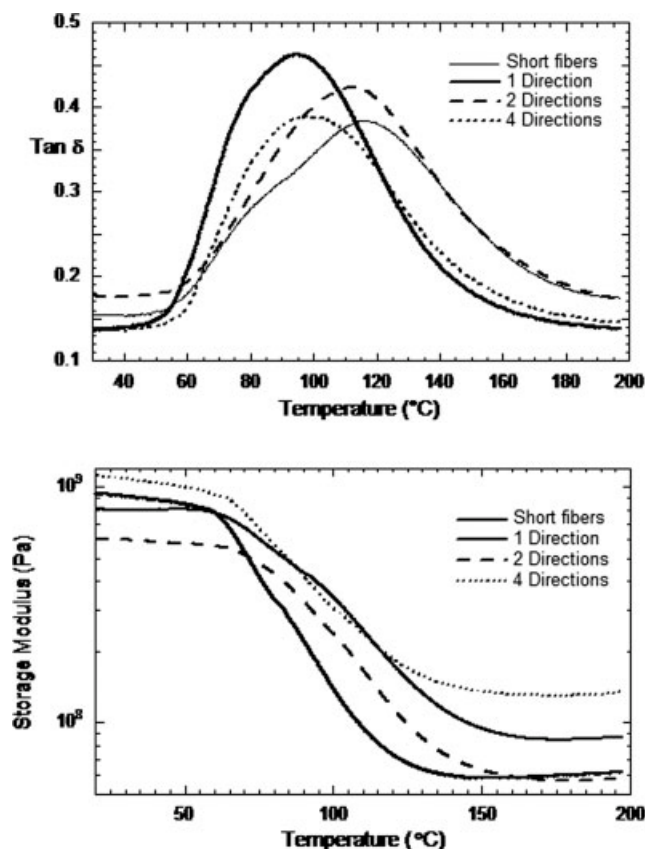 0.5
Short fibers
1 Direction
0.4
2 Directions
4 Directions
Tan δ
0.3
0.2
0.1
40 60 80 100 120 140 160 180 200
Temperature (°C)
10⁹
Short fibers
1 Direction
2 Directions
4 Directions
Storage Modulus (Pa)
10⁸
50 100 150 200
Temperature (°C)